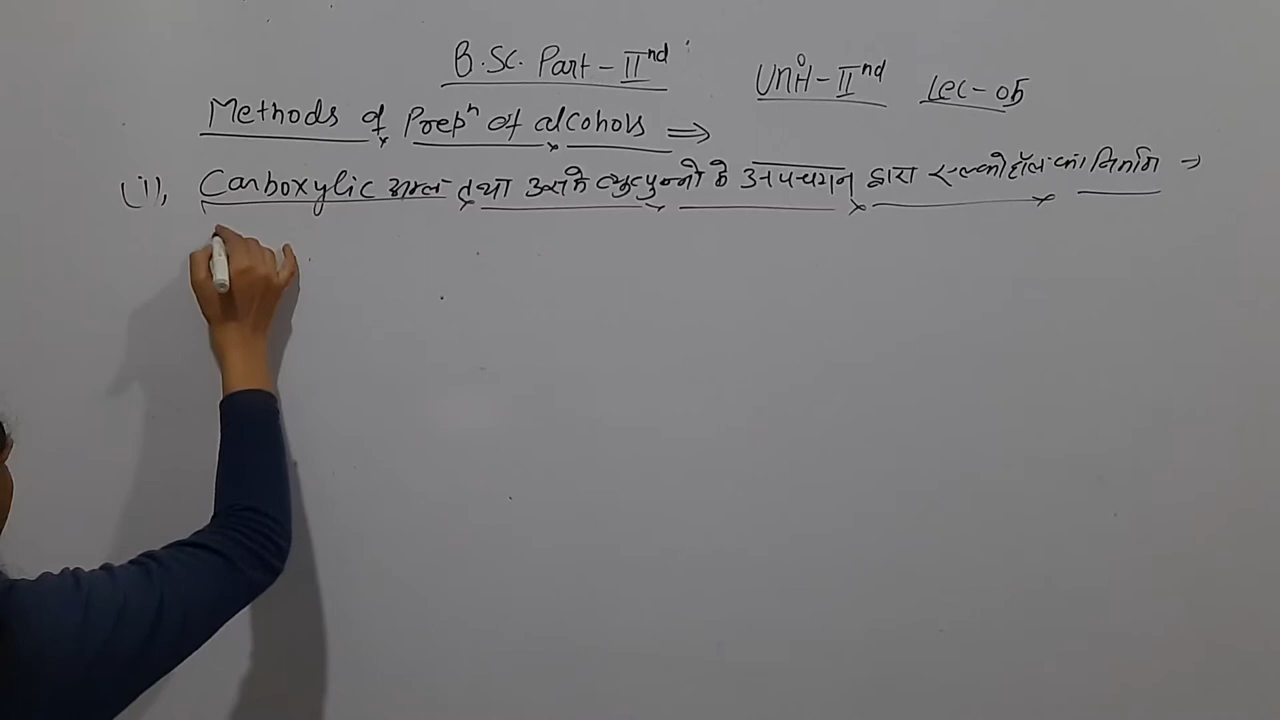 B.Sc. Part-IInd
Unit-IInd Lec-05
Methods of Prepn of alcohols ⇒
(1), Carboxylic अम्ल तथा उसके व्युत्पन्नो के अपचयन द्वारा एल्कोहॉल का निर्माण →